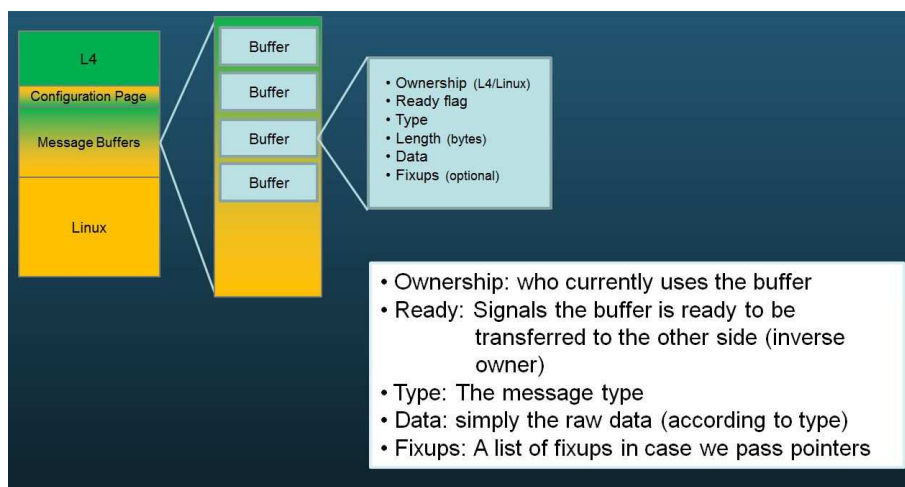 L4
Configuration Page
Message Buffers
Linux
Buffer
Buffer
Buffer
Buffer
• Ownership (L4/Linux)
• Ready flag
• Type
• Length (bytes)
• Data
• Fixups (optional)
• Ownership: who currently uses the buffer
• Ready: Signals the buffer is ready to be
transferred to the other side (inverse
owner)
• Type: The message type
• Data: simply the raw data (according to type)
• Fixups: A list of fixups in case we pass pointers